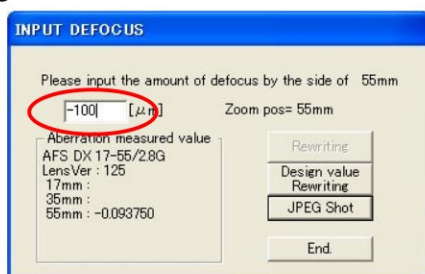 INPUT DEFOCUS
Please input the amount of defocus by the side of 55mm
-100 [μm] Zoom pos= 55mm
Aberration measured value
AFS DX 17-55/2.8G
LensVer : 125
17mm :
35mm :
55mm : -0.093750
Rewriting
Design value
Rewriting
JPEG Shot
End.